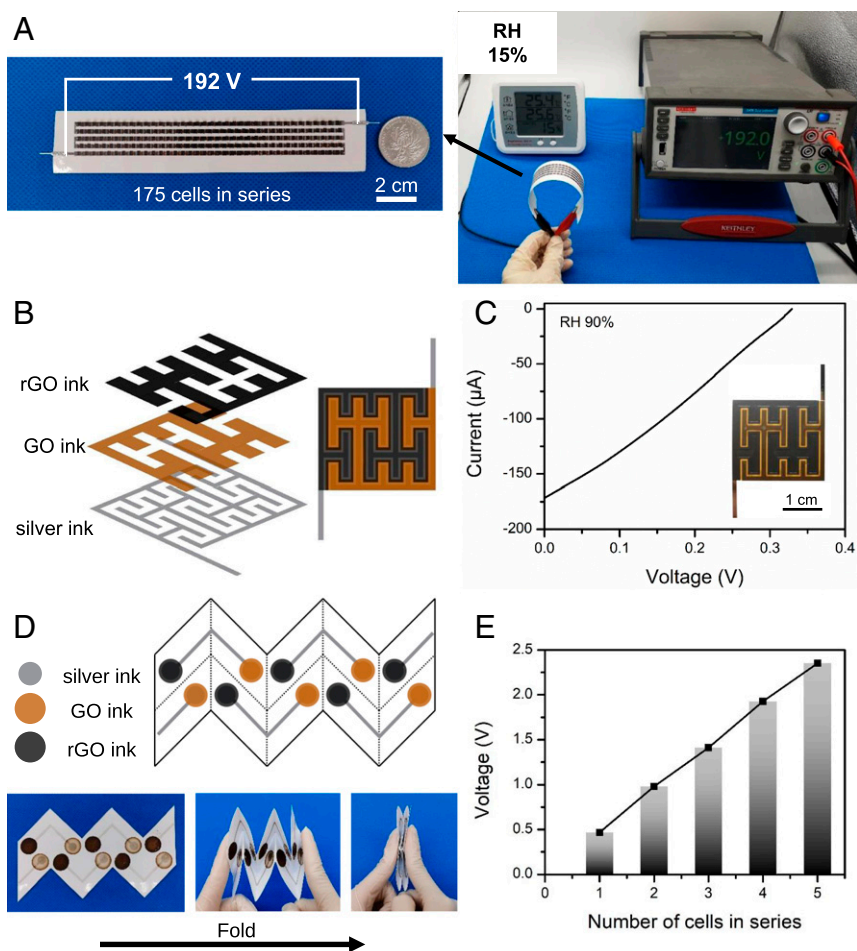 A
192 V
175 cells in series
2 cm
RH
15%
-192.0
V
KEITHLEY
B
rGO ink
GO ink
silver ink
C
RH 90%
0
-50
-100
-150
-200
Current (µA)
0.0 0.1 0.2 0.3 0.4
Voltage (V)
1 cm
D
silver ink
GO ink
rGO ink
Fold
E
2.5
2.0
1.5
1.0
0.5
0.0
Voltage (V)
0 1 2 3 4 5
Number of cells in series